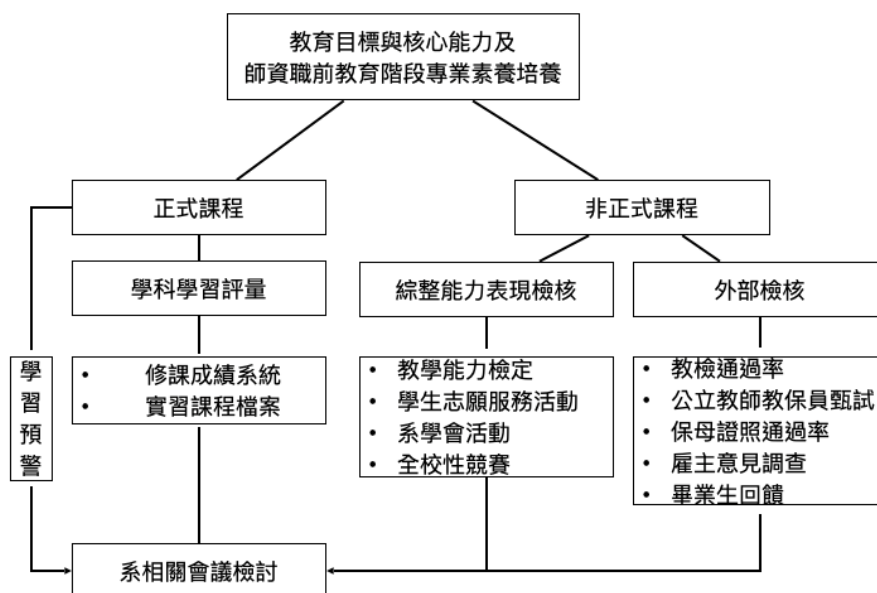 教育目標與核心能力及
師資職前教育階段專業素養培養
正式課程
非正式課程
學科學習評量
綜整能力表現檢核
外部檢核
學習預警
• 修課成績系統
• 實習課程檔案
• 教學能力檢定
• 學生志願服務活動
• 系學會活動
• 全校性競賽
• 教檢通過率
• 公立教師教保員甄試
• 保母證照通過率
• 雇主意見調查
• 畢業生回饋
系相關會議檢討